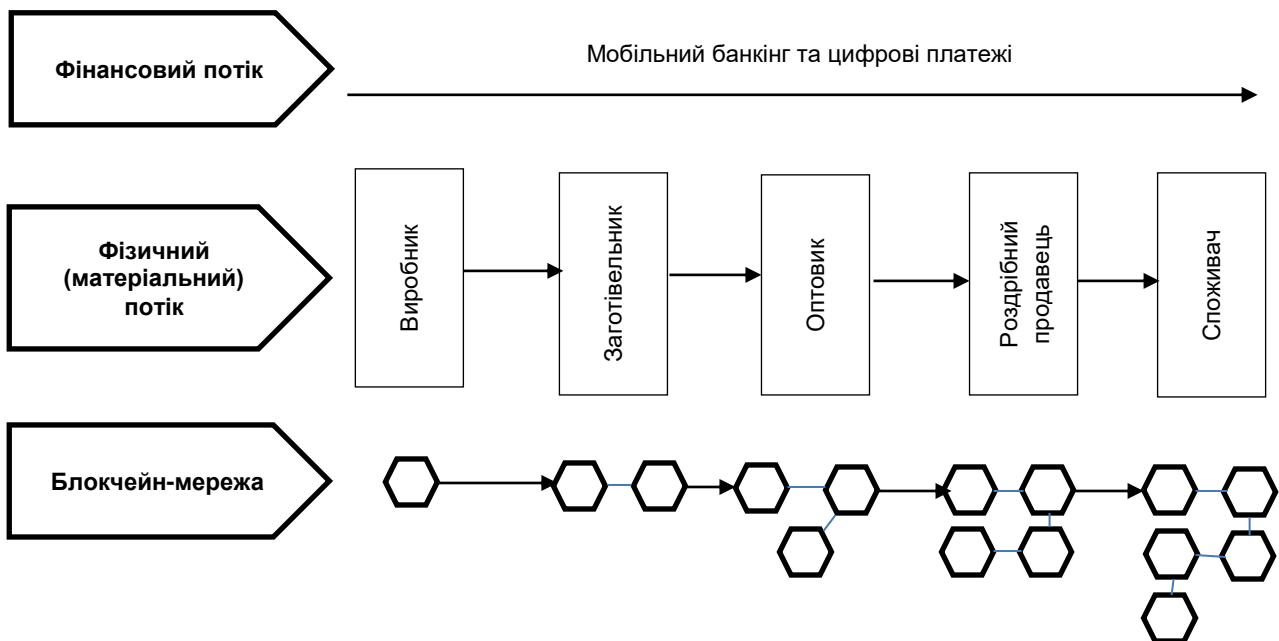 Фінансовий потік
Мобільний банкінг та цифрові платежі
Фізичний
(матеріальний)
потік
Виробник
Заготівельник
Оптовик
Роздрібний
продавець
Споживач
Блокчейн-мережа